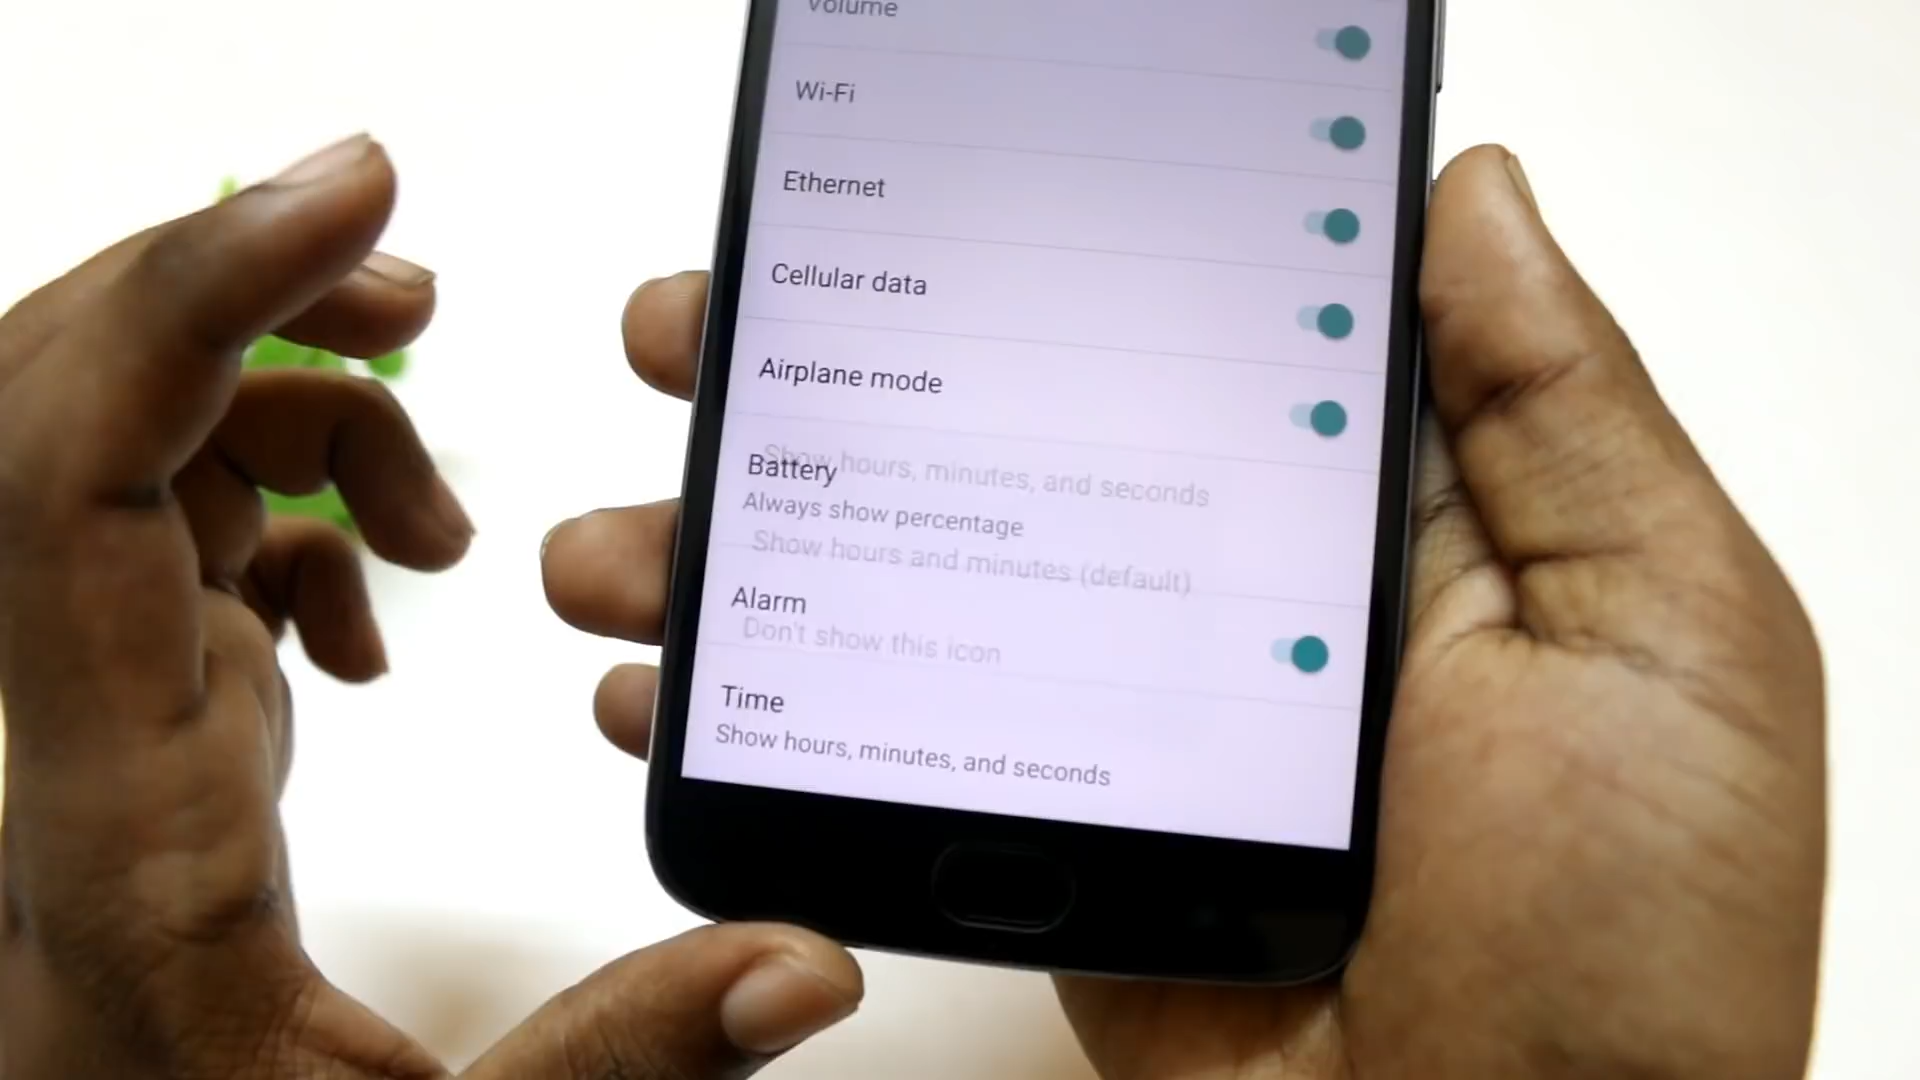 Volume
Wi-Fi
Ethernet
Cellular data
Airplane mode
Show hours, minutes, and seconds
Battery
Always show percentage
Show hours and minutes (default)
Alarm
Don't show this icon
Time
Show hours, minutes, and seconds